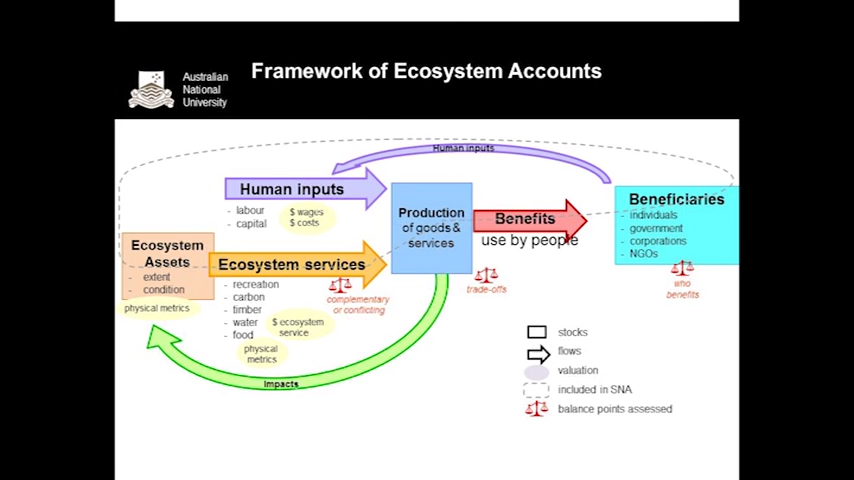 Australian
National
University
Framework of Ecosystem Accounts
Human inputs
Human inputs
- labour
- capital
$ wages
$ costs
Production
of goods &
services
Benefits
use by people
Beneficiaries
- individuals
- government
- corporations
- NGOs
who
benefits
Ecosystem
Assets
- extent
- condition
physical metrics
Ecosystem services
- recreation
- carbon
- timber
- water
- food
$ ecosystem
service
physical
metrics
complementary
or conflicting
trade-offs
Impacts
stocks
flows
valuation
included in SNA
balance points assessed